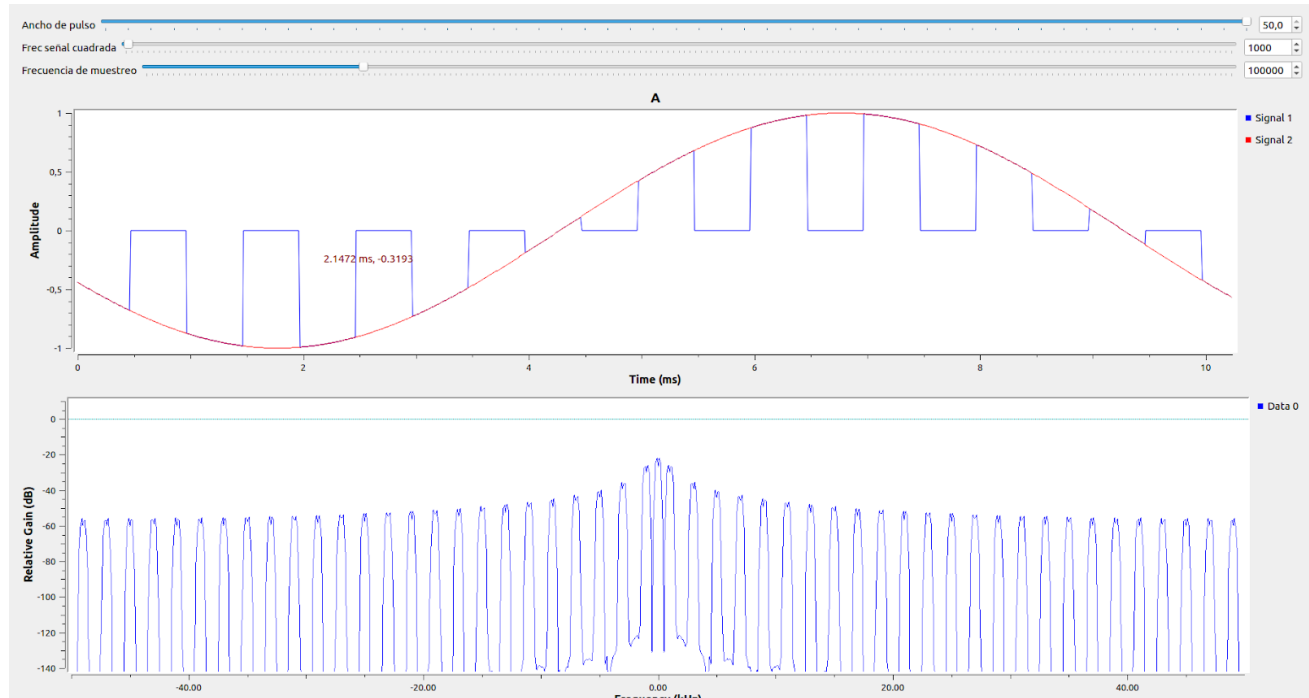 Ancho de pulso 50,0
Frec señal cuadrada 1000
Frecuencia de muestreo 100000
A
Signal 1
Signal 2
Amplitude
1
0,5
0
-0,5
-1
2.1472 ms, -0.3193
0 2 4 6 8 10
Time (ms)
Data 0
Relative Gain (dB)
0
-20
-40
-60
-80
-100
-120
-140
-40.00 -20.00 0.00 20.00 40.00
Frequency (kHz)